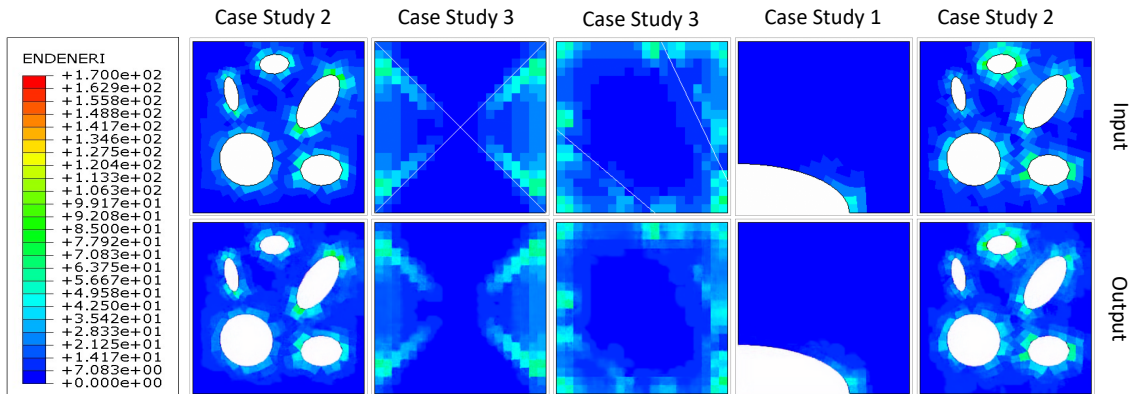 Case Study 2
Case Study 3
Case Study 3
Case Study 1
Case Study 2
ENDENERI
+1.700e+02
+1.629e+02
+1.558e+02
+1.488e+02
+1.417e+02
+1.346e+02
+1.275e+02
+1.204e+02
+1.133e+02
+1.063e+02
+9.917e+01
+9.208e+01
+8.500e+01
+7.792e+01
+7.083e+01
+6.375e+01
+5.667e+01
+4.958e+01
+4.250e+01
+3.542e+01
+2.833e+01
+2.125e+01
+1.417e+01
+7.083e+00
+0.000e+00
Input
Output